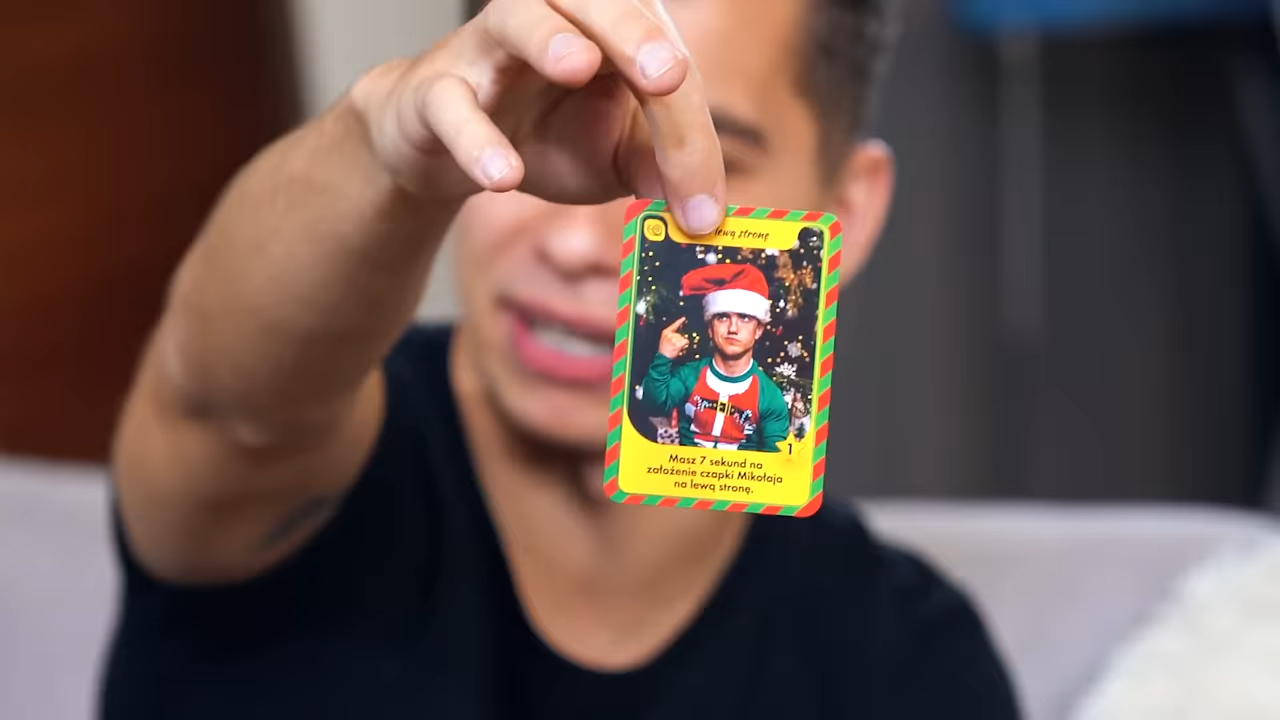 lewą stronę
1
Masz 7 sekund na
założenie czapki Mikołaja
na lewą stronę.